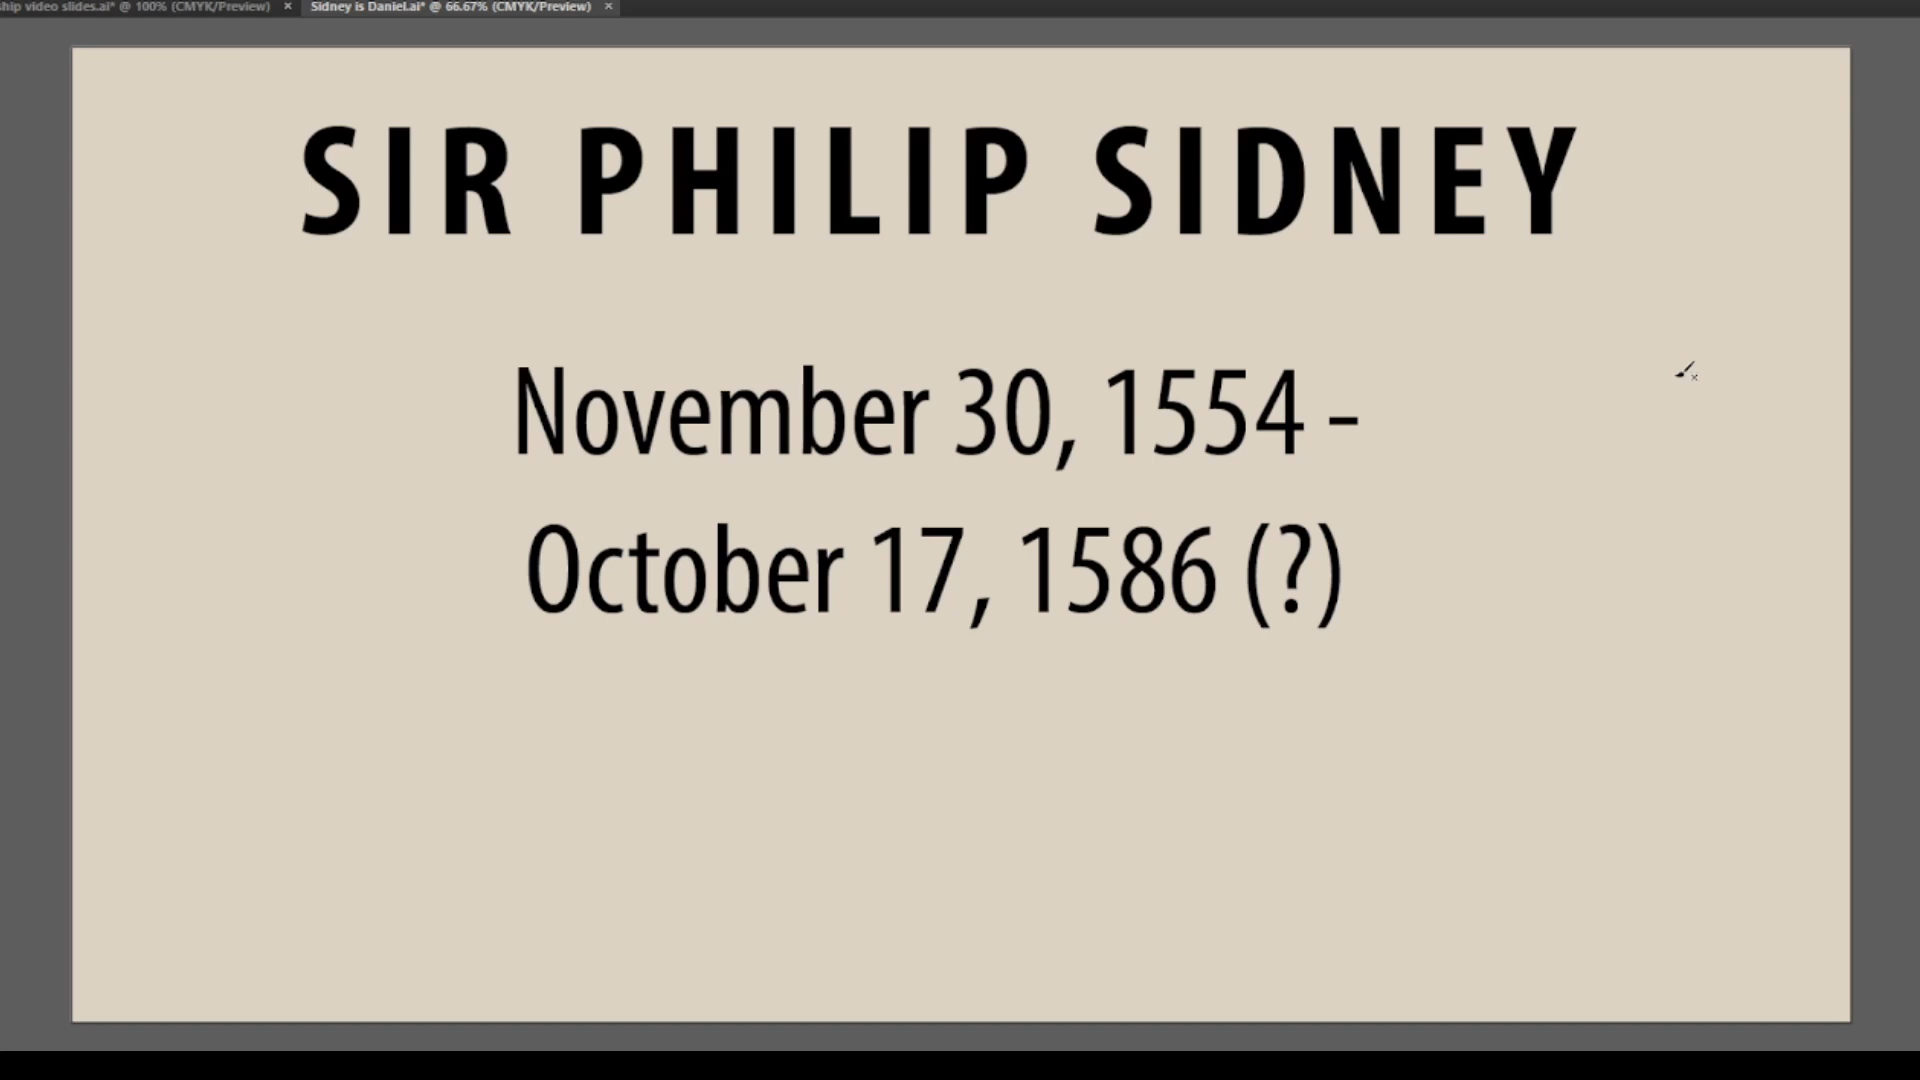 ship video slides.ai* @ 100% (CMYK/Preview) × Sidney is Daniel.ai* @ 66.67% (CMYK/Preview) ×
SIR PHILIP SIDNEY
November 30, 1554 -
October 17, 1586 (?)